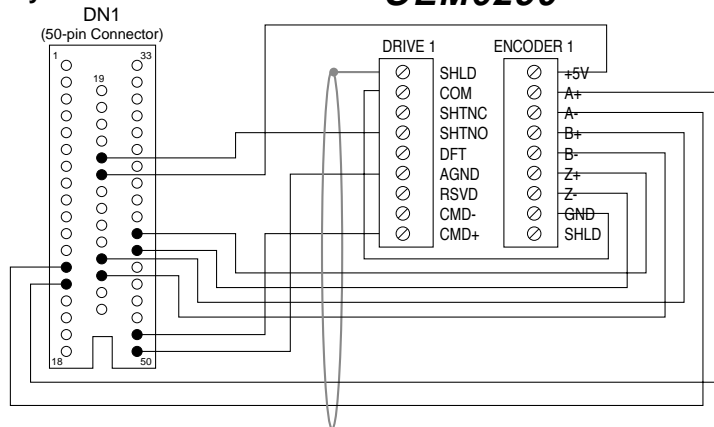 DN1
(50-pin Connector)
1
33
19
18
50
DRIVE 1
SHLD
COM
SHTNC
SHTNO
DFT
AGND
RSVD
CMD-
CMD+
ENCODER 1
+5V
A+
A-
B+
B-
Z+
Z-
GND
SHLD